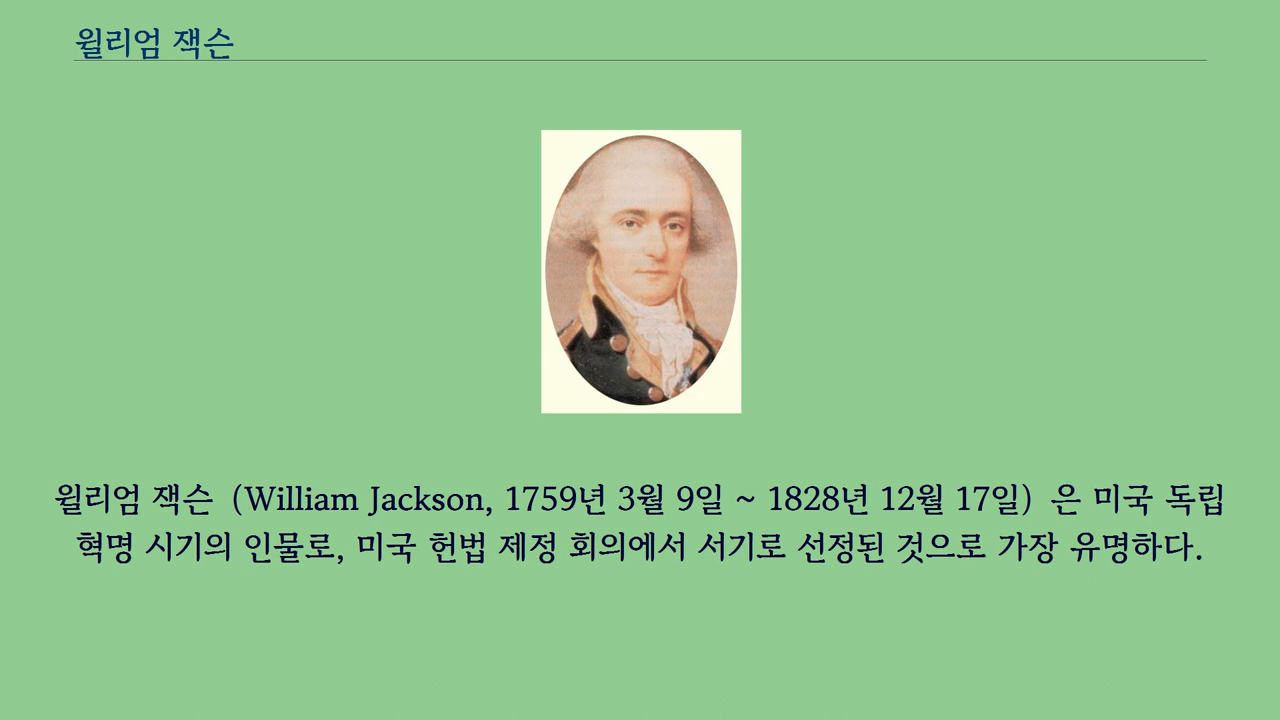 윌리엄 잭슨
윌리엄 잭슨 (William Jackson, 1759년 3월 9일 ~ 1828년 12월 17일) 은 미국 독립
혁명 시기의 인물로, 미국 헌법 제정 회의에서 서기로 선정된 것으로 가장 유명하다.